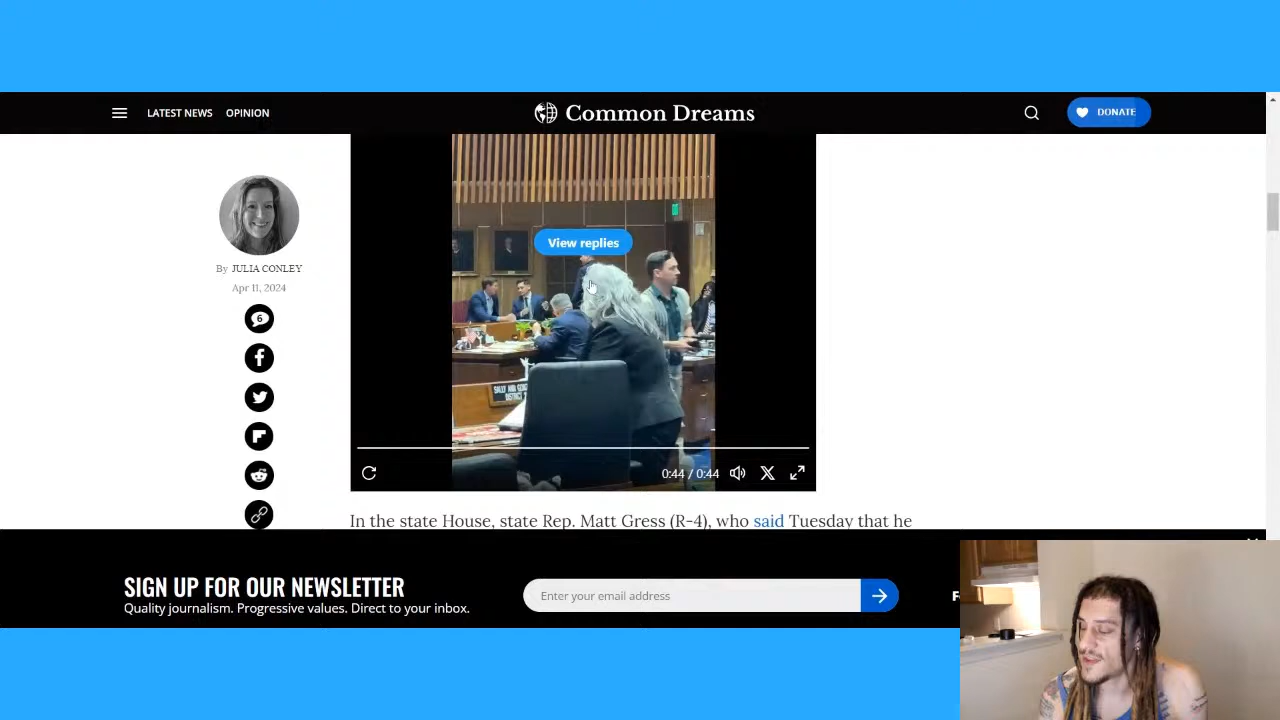 LATEST NEWS
OPINION
Common Dreams
DONATE
View replies
By JULIA CONLEY
Apr 11, 2024
6
0:44 / 0:44
In the state House, state Rep. Matt Gress (R-4), who said Tuesday that he
SIGN UP FOR OUR NEWSLETTER
Quality journalism. Progressive values. Direct to your inbox.
Enter your email address